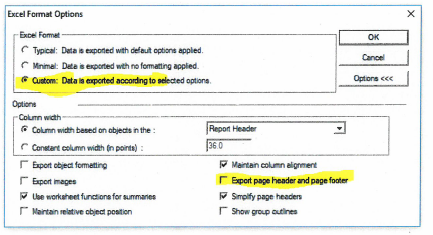 Excel Format Options
Excel Format
Typical: Data is exported with default options applied.
Minimal: Data is exported with no formatting applied.
Custom: Data is exported according to selected options.
OK
Cancel
Options <<<
Options
Column width
Column width based on objects in the :
Report Header
Constant column width (in points) :
36.0
Export object formatting
Maintain column alignment
Export images
Export page header and page footer
Use worksheet functions for summaries
Simplify page headers
Maintain relative object position
Show group outlines